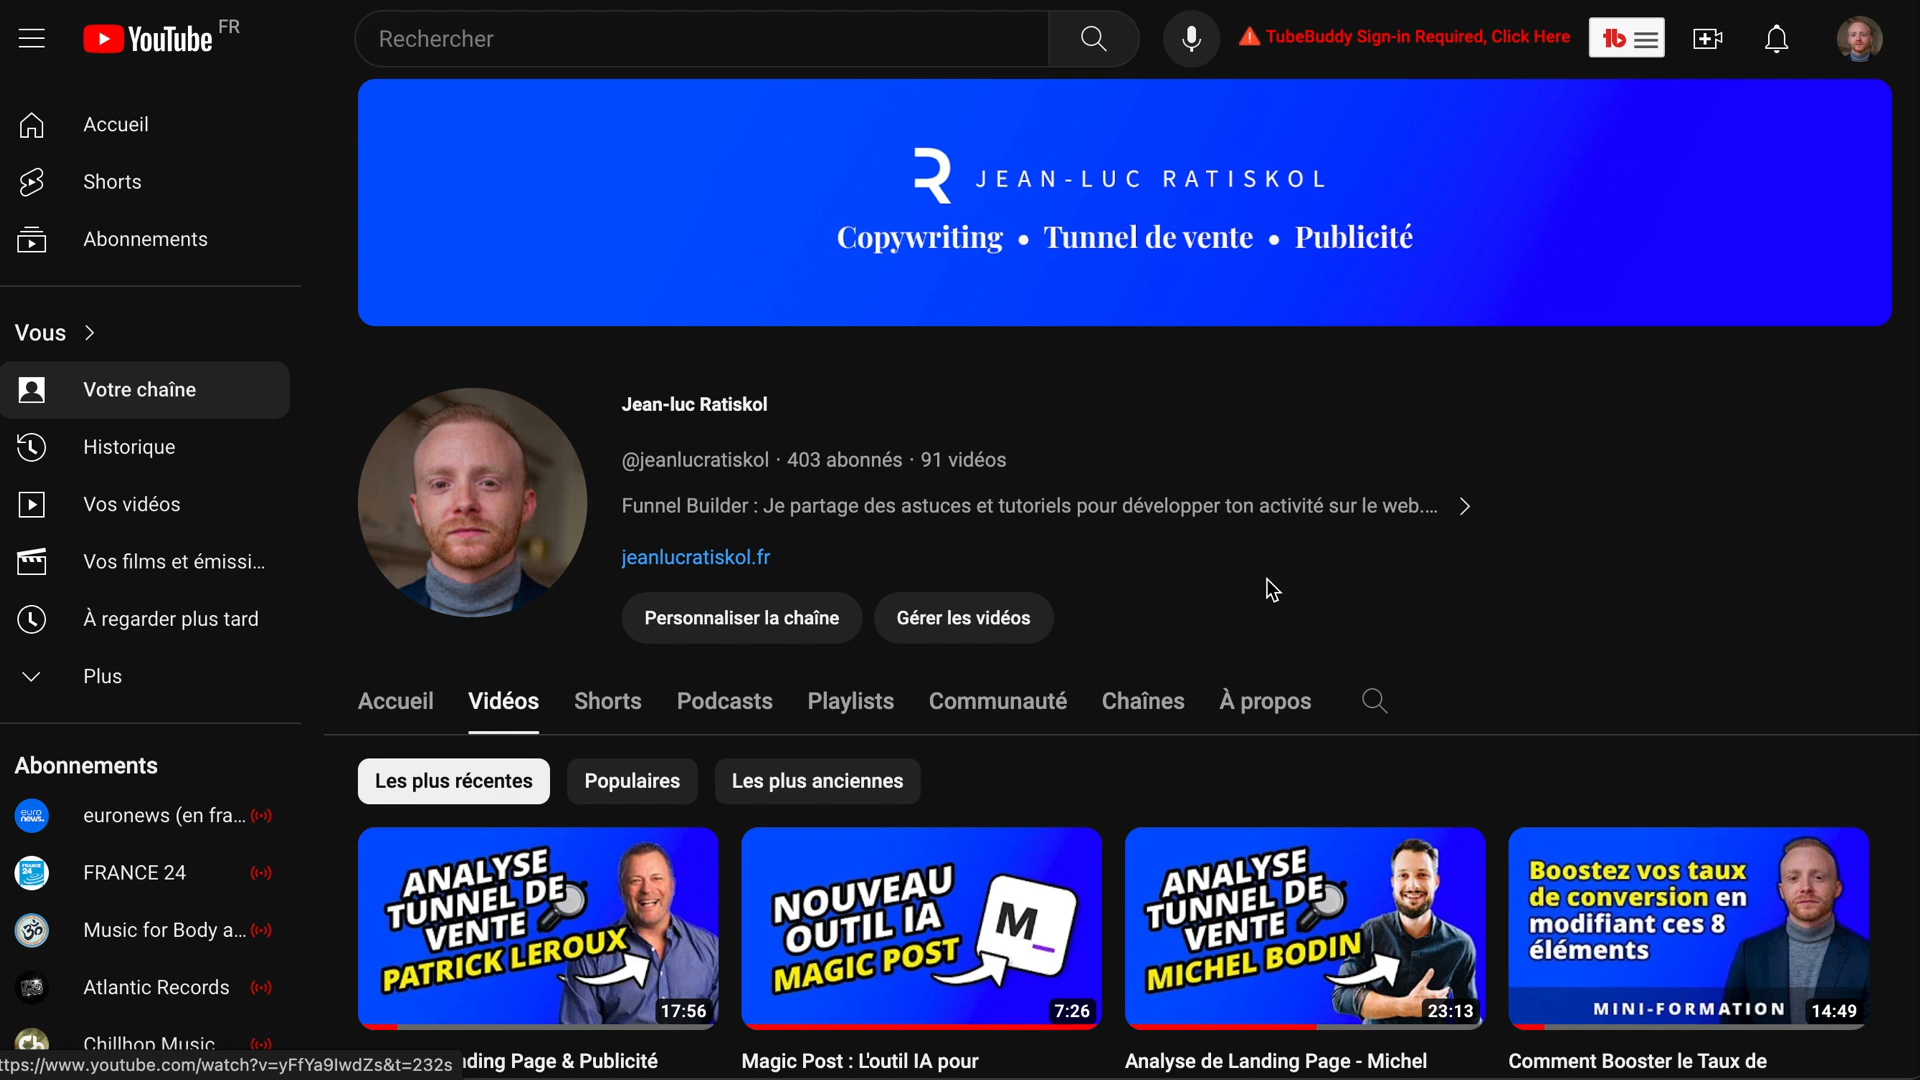 YouTube FR
Rechercher
TubeBuddy Sign-in Required, Click Here
tb
Accueil
Shorts
Abonnements
Vous
Votre chaîne
Historique
Vos vidéos
Vos films et émissi...
À regarder plus tard
Plus
Abonnements
euronews (en fra...
FRANCE 24
Music for Body a...
Atlantic Records
Chillhop Music
ttps://www.youtube.com/watch?v=yFfYa9IwdZs&t=232s
JEAN-LUC RATISKOL
Copywriting • Tunnel de vente • Publicité
Jean-luc Ratiskol
@jeanlucratiskol · 403 abonnés · 91 vidéos
Funnel Builder : Je partage des astuces et tutoriels pour développer ton activité sur le web....
jeanlucratiskol.fr
Personnaliser la chaîne
Gérer les vidéos
Accueil Vidéos Shorts Podcasts Playlists Communauté Chaînes À propos
Les plus récentes
Populaires
Les plus anciennes
ANALYSE
TUNNEL DE
VENTE
PATRICK LEROUX
17:56
NOUVEAU
OUTIL IA
MAGIC POST
M_
7:26
ANALYSE
TUNNEL DE
VENTE
MICHEL BODIN
23:13
Boostez vos taux
de conversion en
modifiant ces 8
éléments
MINI-FORMATION
14:49
ding Page & Publicité
Magic Post : L'outil IA pour
Analyse de Landing Page - Michel
Comment Booster le Taux de